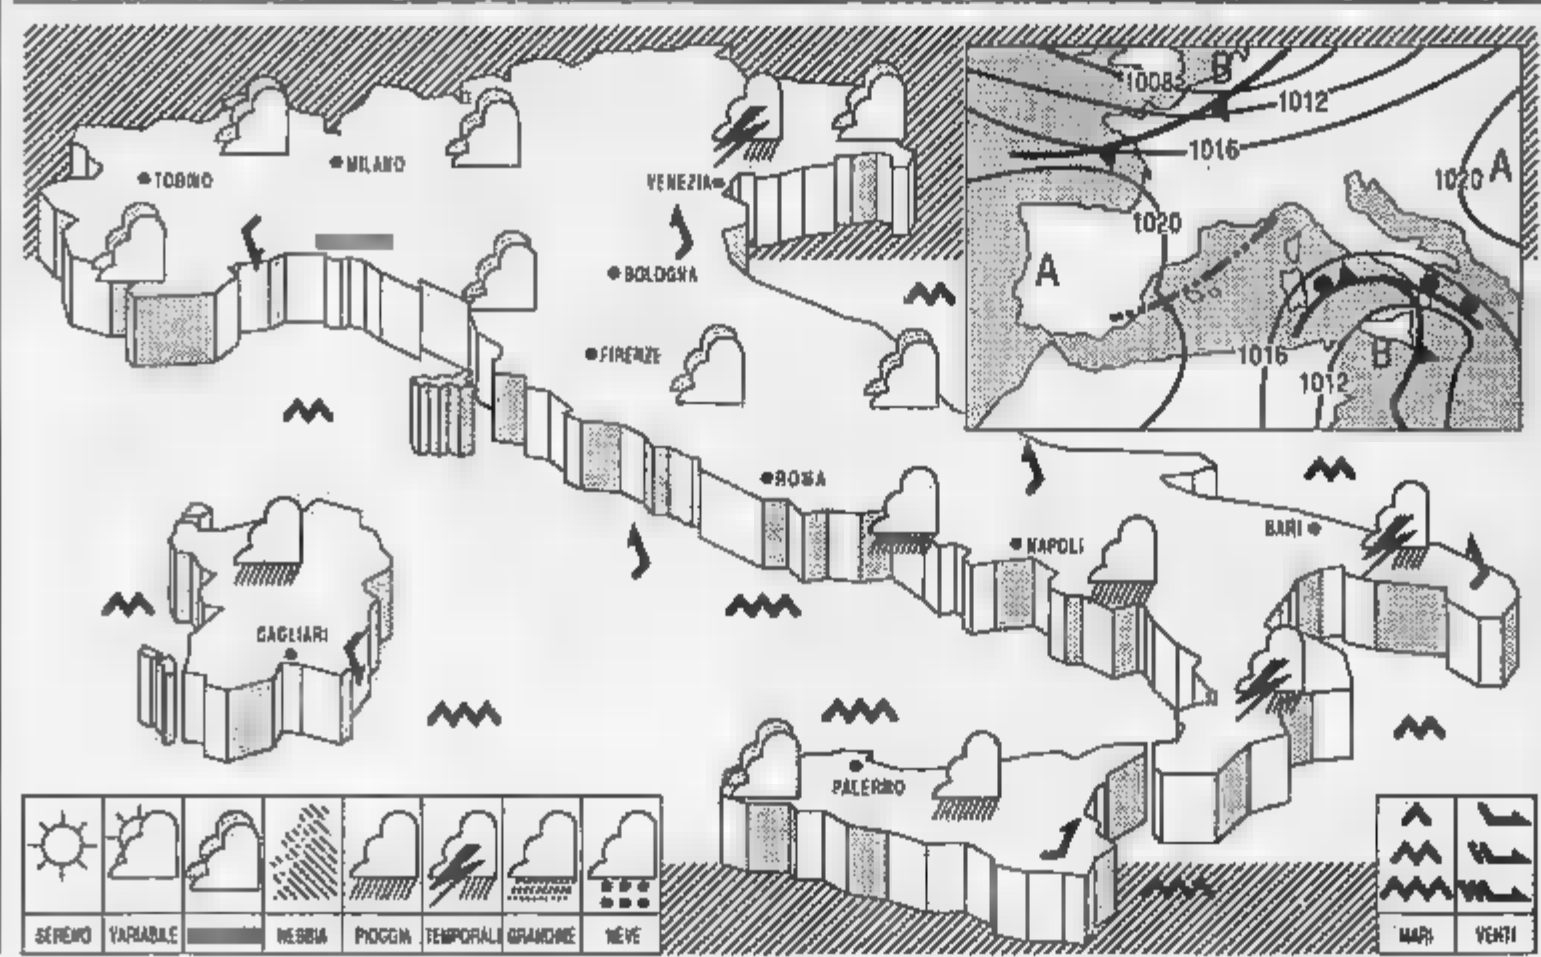 TORINO
MILANO
VENEZIA
BOLOGNA
FIRENZE
ROMA
NAPOLI
BARI
CAGLIARI
PALERMO
1008
B
1012
1016
1020
A
1020
A
1016
1012
B
SERENO VARIABILE NEBBIA PIOGGIA TEMPORALI GRANDINE NEVE
MARI VENTI